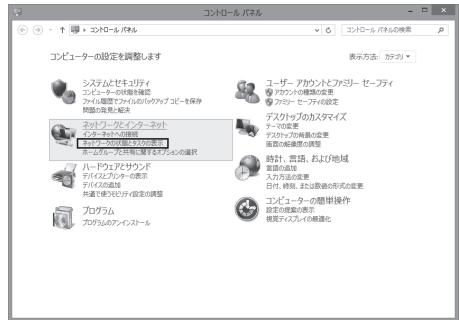 コントロール パネル
コントロール パネル
コントロール パネルの検索
コンピューターの設定を調整します
表示方法: カテゴリ
システムとセキュリティ
コンピューターの状態を確認
ファイル履歴でファイルのバックアップ コピーを保存
問題の発見と解決
ネットワークとインターネット
インターネットへの接続
ネットワークの状態とタスクの表示
ホームグループと共有に関するオプションの選択
ハードウェアとサウンド
デバイスとプリンターの表示
デバイスの追加
共通で使うモビリティ設定の調整
プログラム
プログラムのアンインストール
ユーザー アカウントとファミリー セーフティ
アカウントの種類の変更
ファミリー セーフティの設定
デスクトップのカスタマイズ
テーマの変更
デスクトップの背景の変更
画面の解像度の調整
時計、言語、および地域
言語の追加
入力方法の変更
日付、時刻、または数値の形式の変更
コンピューターの簡単操作
設定の提案の表示
視覚ディスプレイの最適化